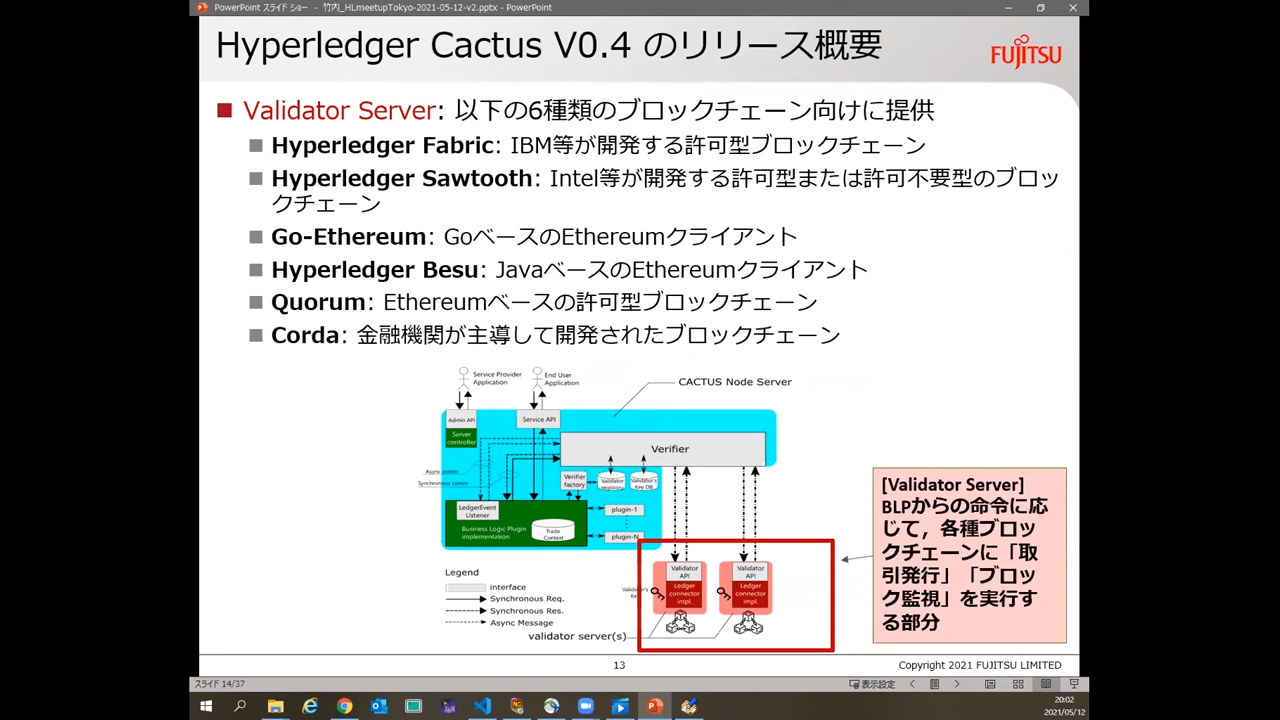 PowerPoint スライド ショー - 竹内_HLmeetupTokyo-2021-05-12-v2.pptx - PowerPoint
Hyperledger Cactus V0.4 のリリース概要
FUJITSU
Validator Server: 以下の6種類のブロックチェーン向けに提供
Hyperledger Fabric: IBM等が開発する許可型ブロックチェーン
Hyperledger Sawtooth: Intel等が開発する許可型または許可不要型のブロッ
クチェーン
Go-Ethereum: GoベースのEthereumクライアント
Hyperledger Besu: JavaベースのEthereumクライアント
Quorum: Ethereumベースの許可型ブロックチェーン
Corda: 金融機関が主導して開発されたブロックチェーン
Service Provider
Application
End User
Application
CACTUS Node Server
Admin API
Service API
Server
controller
Verifier
Async comm.
Synchronous comm.
Verifier
factory
Validator
registry
Validator's
Key DB
LedgerEvent
Listener
Business Logic Plugin
implementation
Trade
Context
plugin-1
plugin-N
[Validator Server]
BLPからの命令に応
じて，各種ブロッ
クチェーンに「取
引発行」「ブロッ
ク監視」を実行す
る部分
Validator
API
Ledger
connector
impl.
Validator
API
Ledger
connector
impl.
Validator's
Key
Legend
interface
Synchronous Req.
Synchronous Res.
Async Message
validator server(s)
13
Copyright 2021 FUJITSU LIMITED
スライド 14/37
表示設定
20:02
2021/05/12